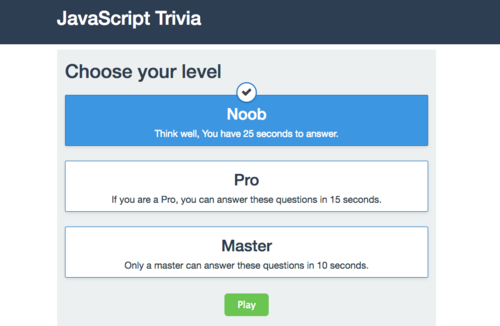 JavaScript Trivia
Choose your level
Noob
Think well, You have 25 seconds to answer.
Pro
If you are a Pro, you can answer these questions in 15 seconds.
Master
Only a master can answer these questions in 10 seconds.
Play